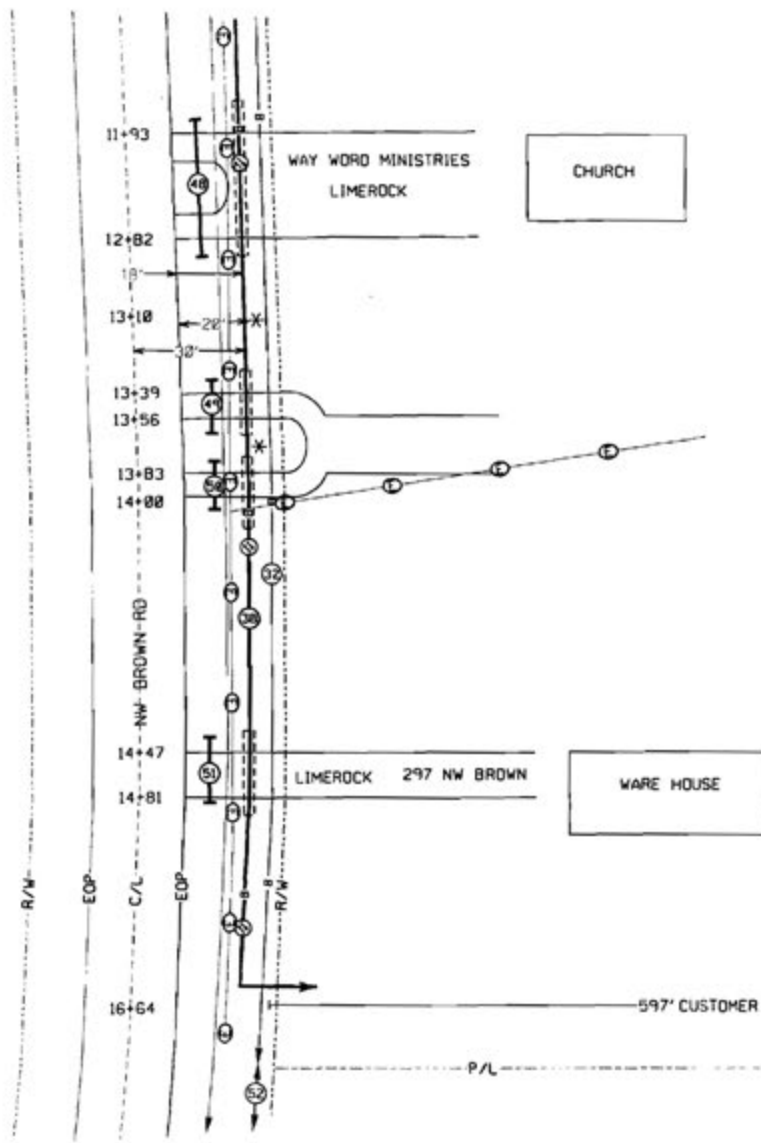 11+93
WAY WORD MINISTRIES
LIMEROCK
CHURCH
48
12+82
18'
13+10
20'
30'
13+39
49
13+56
13+83
50
14+00
32
38
NW BROWN RD
14+47
51
LIMEROCK 297 NW BROWN
WARE HOUSE
14+81
R/W
EOP
C/L
EOP
R/W
16+64
597' CUSTOMER
P/L
52